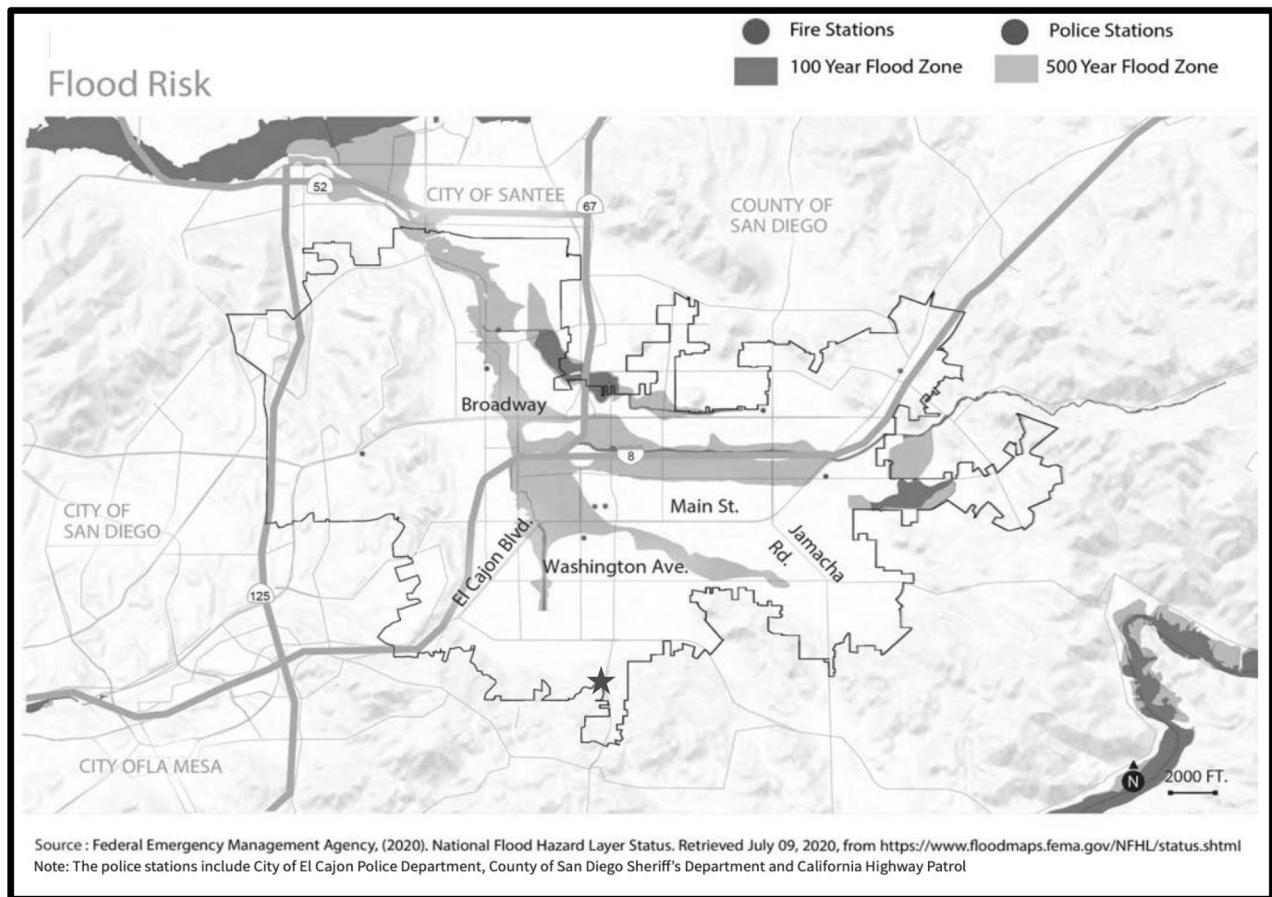 Fire Stations
Police Stations
100 Year Flood Zone
500 Year Flood Zone
Flood Risk
52
CITY OF SANTEE
67
COUNTY OF
SAN DIEGO
Broadway
8
CITY OF
SAN DIEGO
Main St.
El Cajon Blvd.
Jamacha
Rd.
Washington Ave.
125
CITY OFLA MESA
N
2000 FT.
Source : Federal Emergency Management Agency, (2020). National Flood Hazard Layer Status. Retrieved July 09, 2020, from https://www.floodmaps.fema.gov/NFHL/status.shtml
Note: The police stations include City of El Cajon Police Department, County of San Diego Sheriff's Department and California Highway Patrol